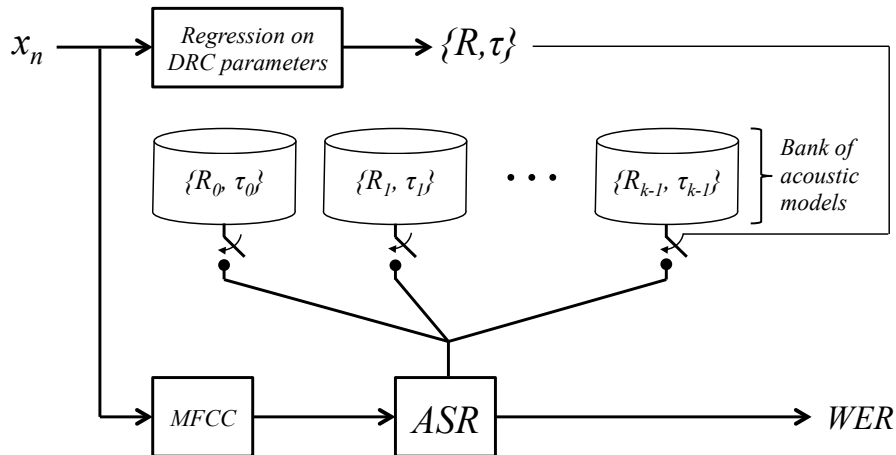 x_n
Regression on
DRC parameters
{R,τ}
{R_0, τ_0}
{R_1, τ_1}
• • •
{R_{k-1}, τ_{k-1}}
Bank of
acoustic
models
MFCC
ASR
WER